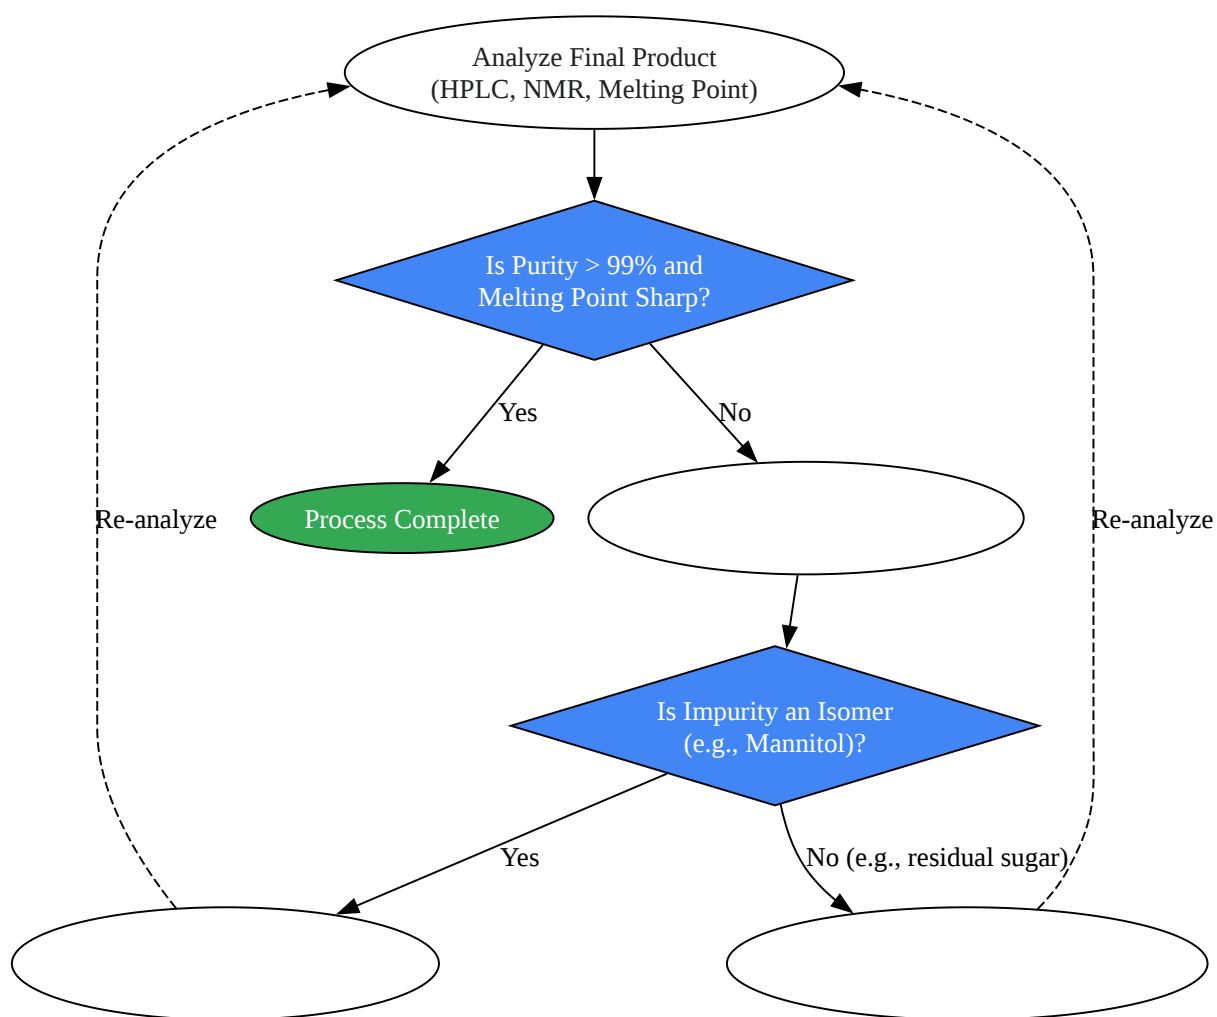 Analyze Final Product
(HPLC, NMR, Melting Point)
Is Purity > 99% and
Melting Point Sharp?
Yes
No
Re-analyze
Process Complete
Re-analyze
Is Impurity an Isomer
(e.g., Mannitol)?
Yes
No (e.g., residual sugar)